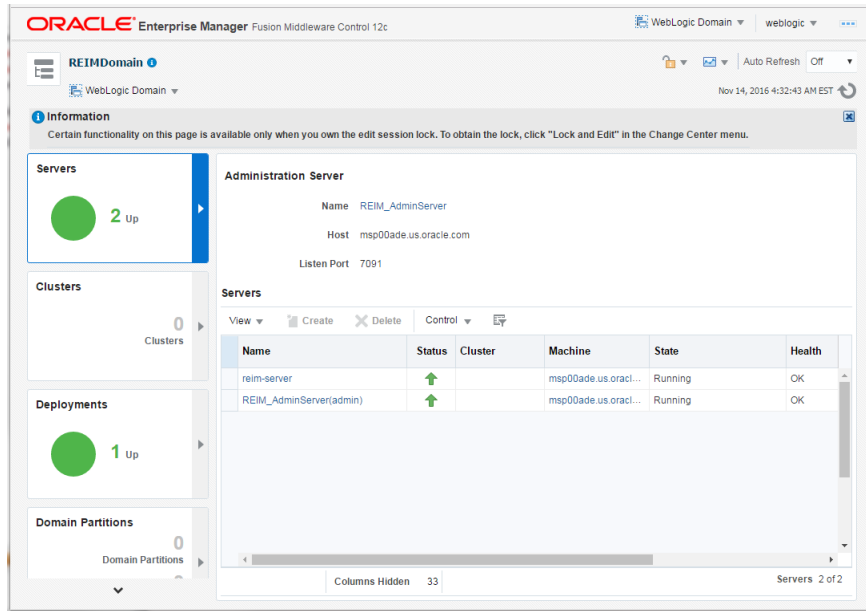 ORACLE Enterprise Manager Fusion Middleware Control 12c
WebLogic Domain
weblogic
REIMDomain
Auto Refresh Off
WebLogic Domain
Nov 14, 2016 4:32:43 AM EST
Information
Certain functionality on this page is available only when you own the edit session lock. To obtain the lock, click "Lock and Edit" in the Change Center menu.
Servers
2 Up
Clusters
0
Clusters
Deployments
1 Up
Domain Partitions
0
Domain Partitions
Administration Server
Name REIM_AdminServer
Host msp00ade.us.oracle.com
Listen Port 7091
Servers
View Create Delete Control
Name Status Cluster Machine State Health
reim-server msp00ade.us.oracl... Running OK
REIM_AdminServer(admin) msp00ade.us.oracl... Running OK
Columns Hidden 33
Servers 2 of 2